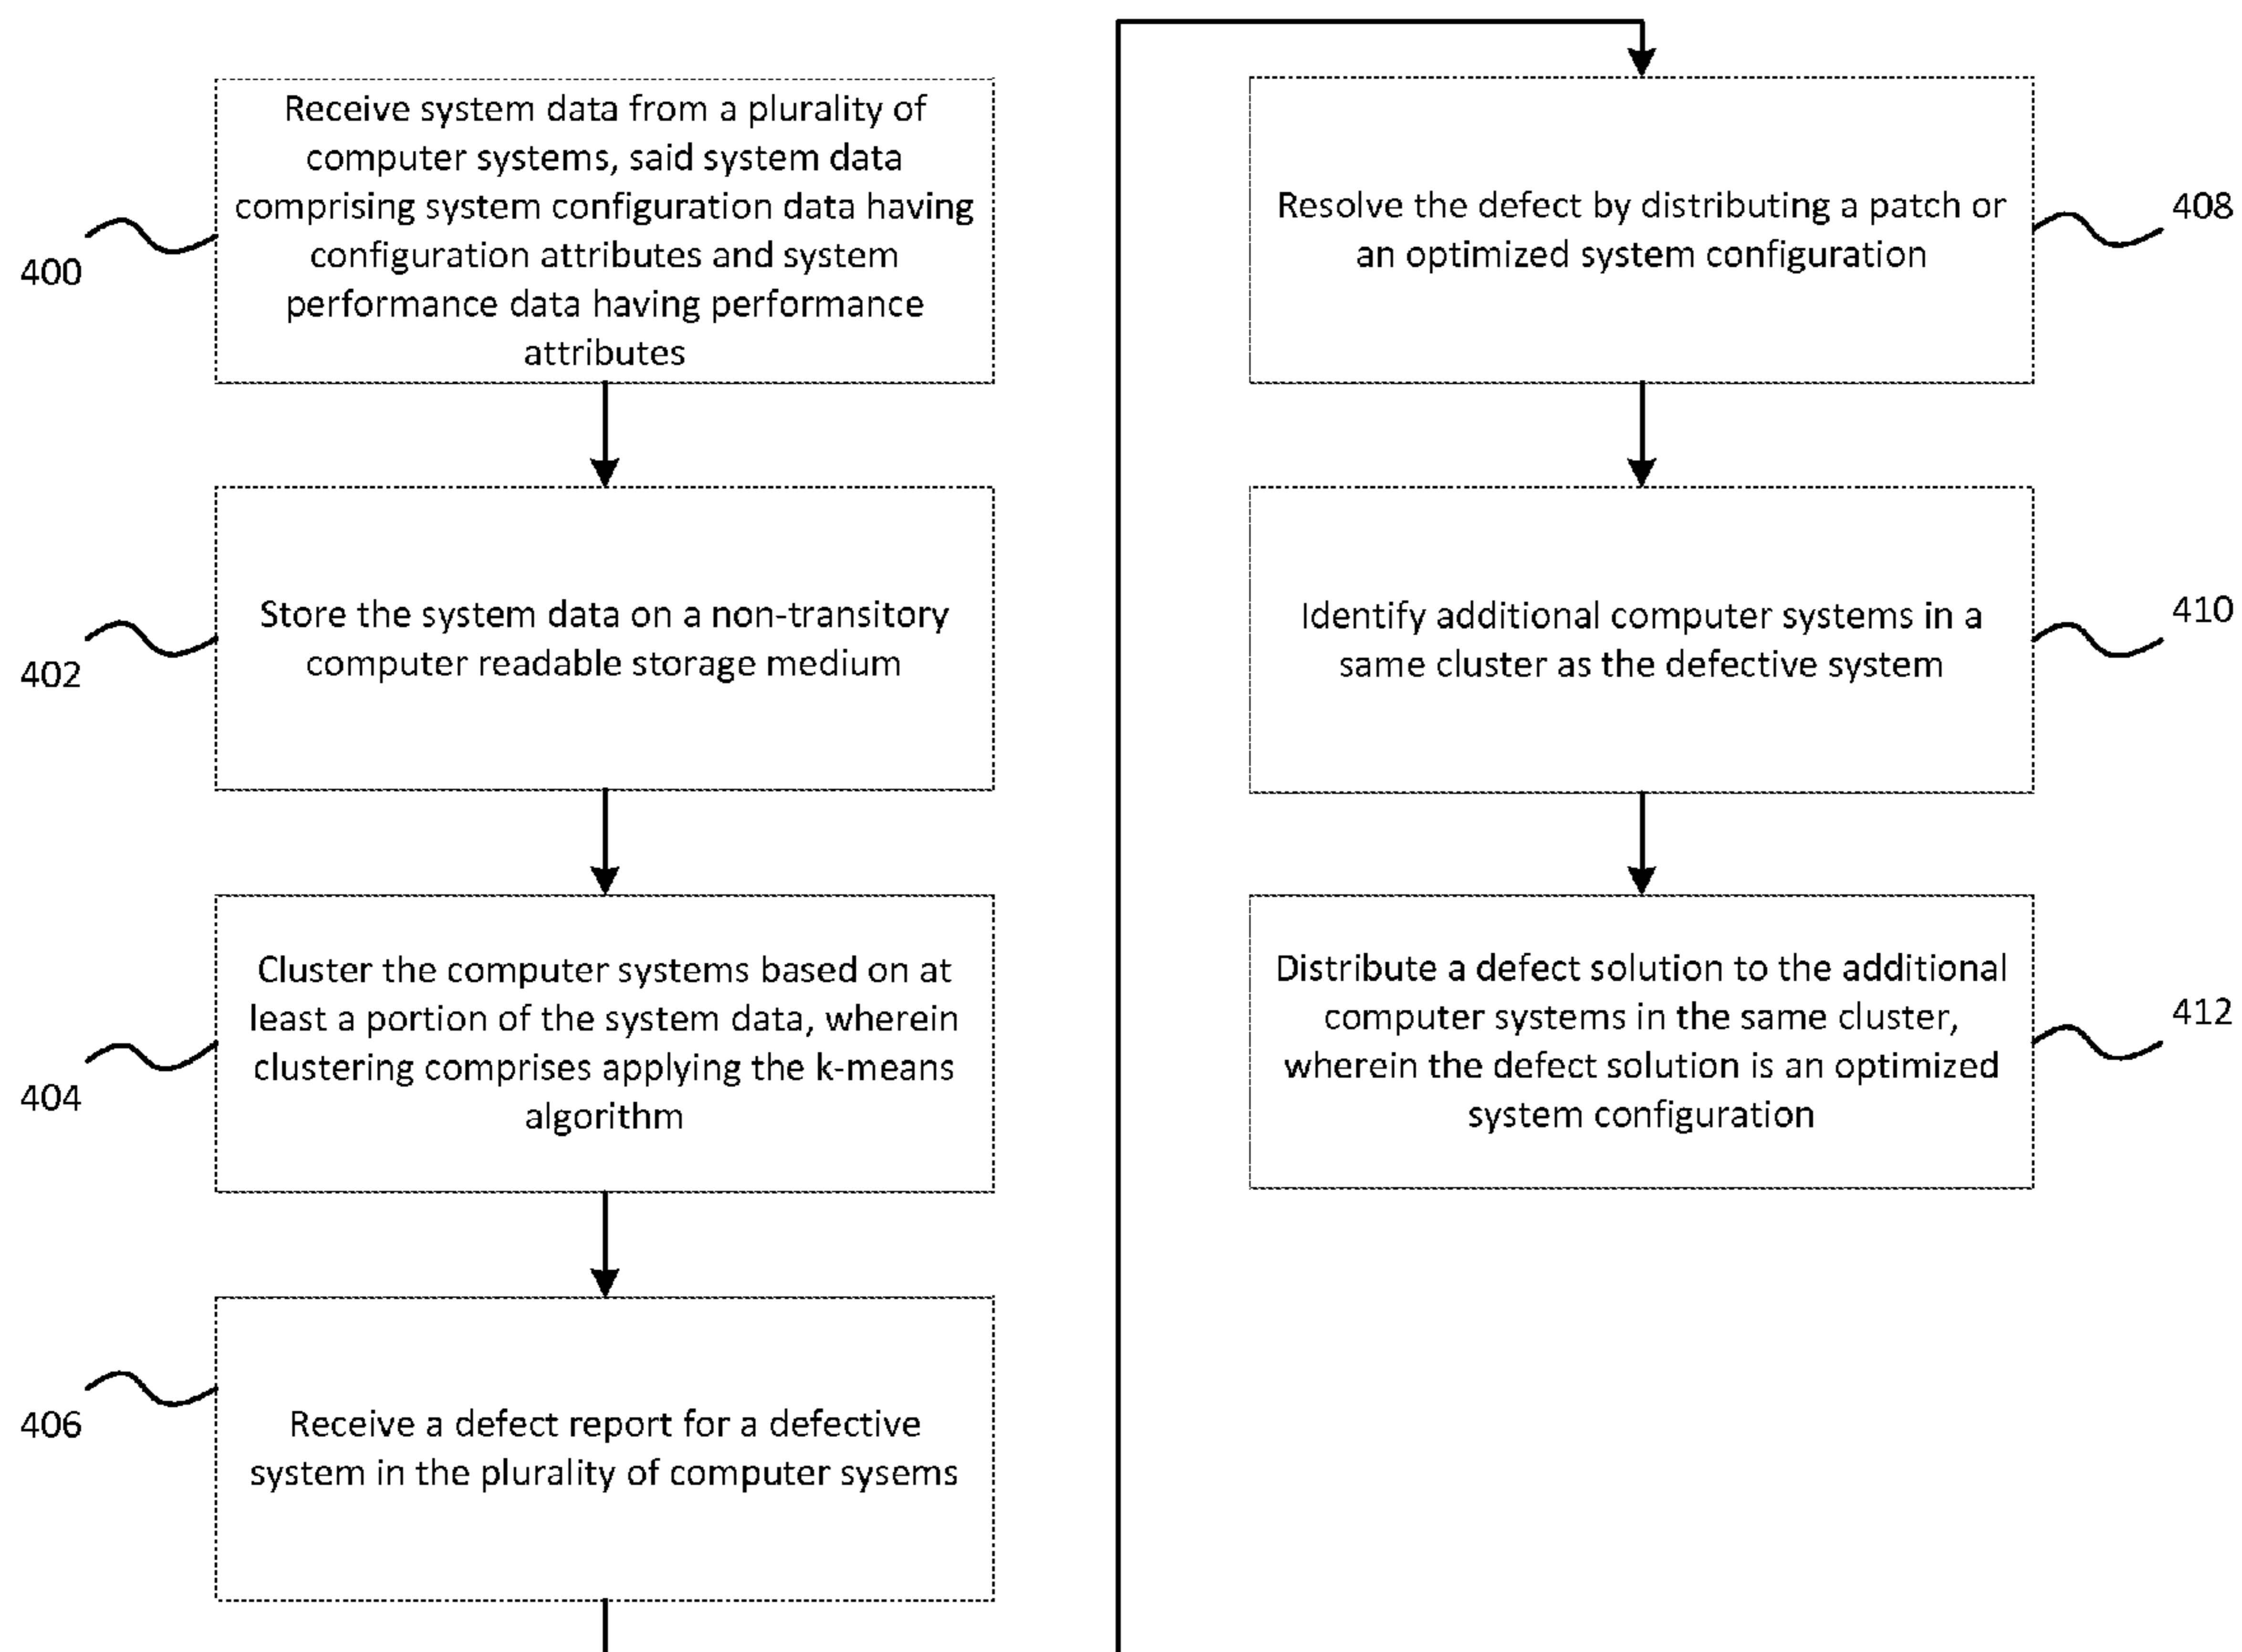 400
Receive system data from a plurality of
computer systems, said system data
comprising system configuration data having
configuration attributes and system
performance data having performance
attributes
402
Store the system data on a non-transitory
computer readable storage medium
404
Cluster the computer systems based on at
least a portion of the system data, wherein
clustering comprises applying the k-means
algorithm
406
Receive a defect report for a defective
system in the plurality of computer sysems
Resolve the defect by distributing a patch or
an optimized system configuration
408
Identify additional computer systems in a
same cluster as the defective system
410
Distribute a defect solution to the additional
computer systems in the same cluster,
wherein the defect solution is an optimized
system configuration
412